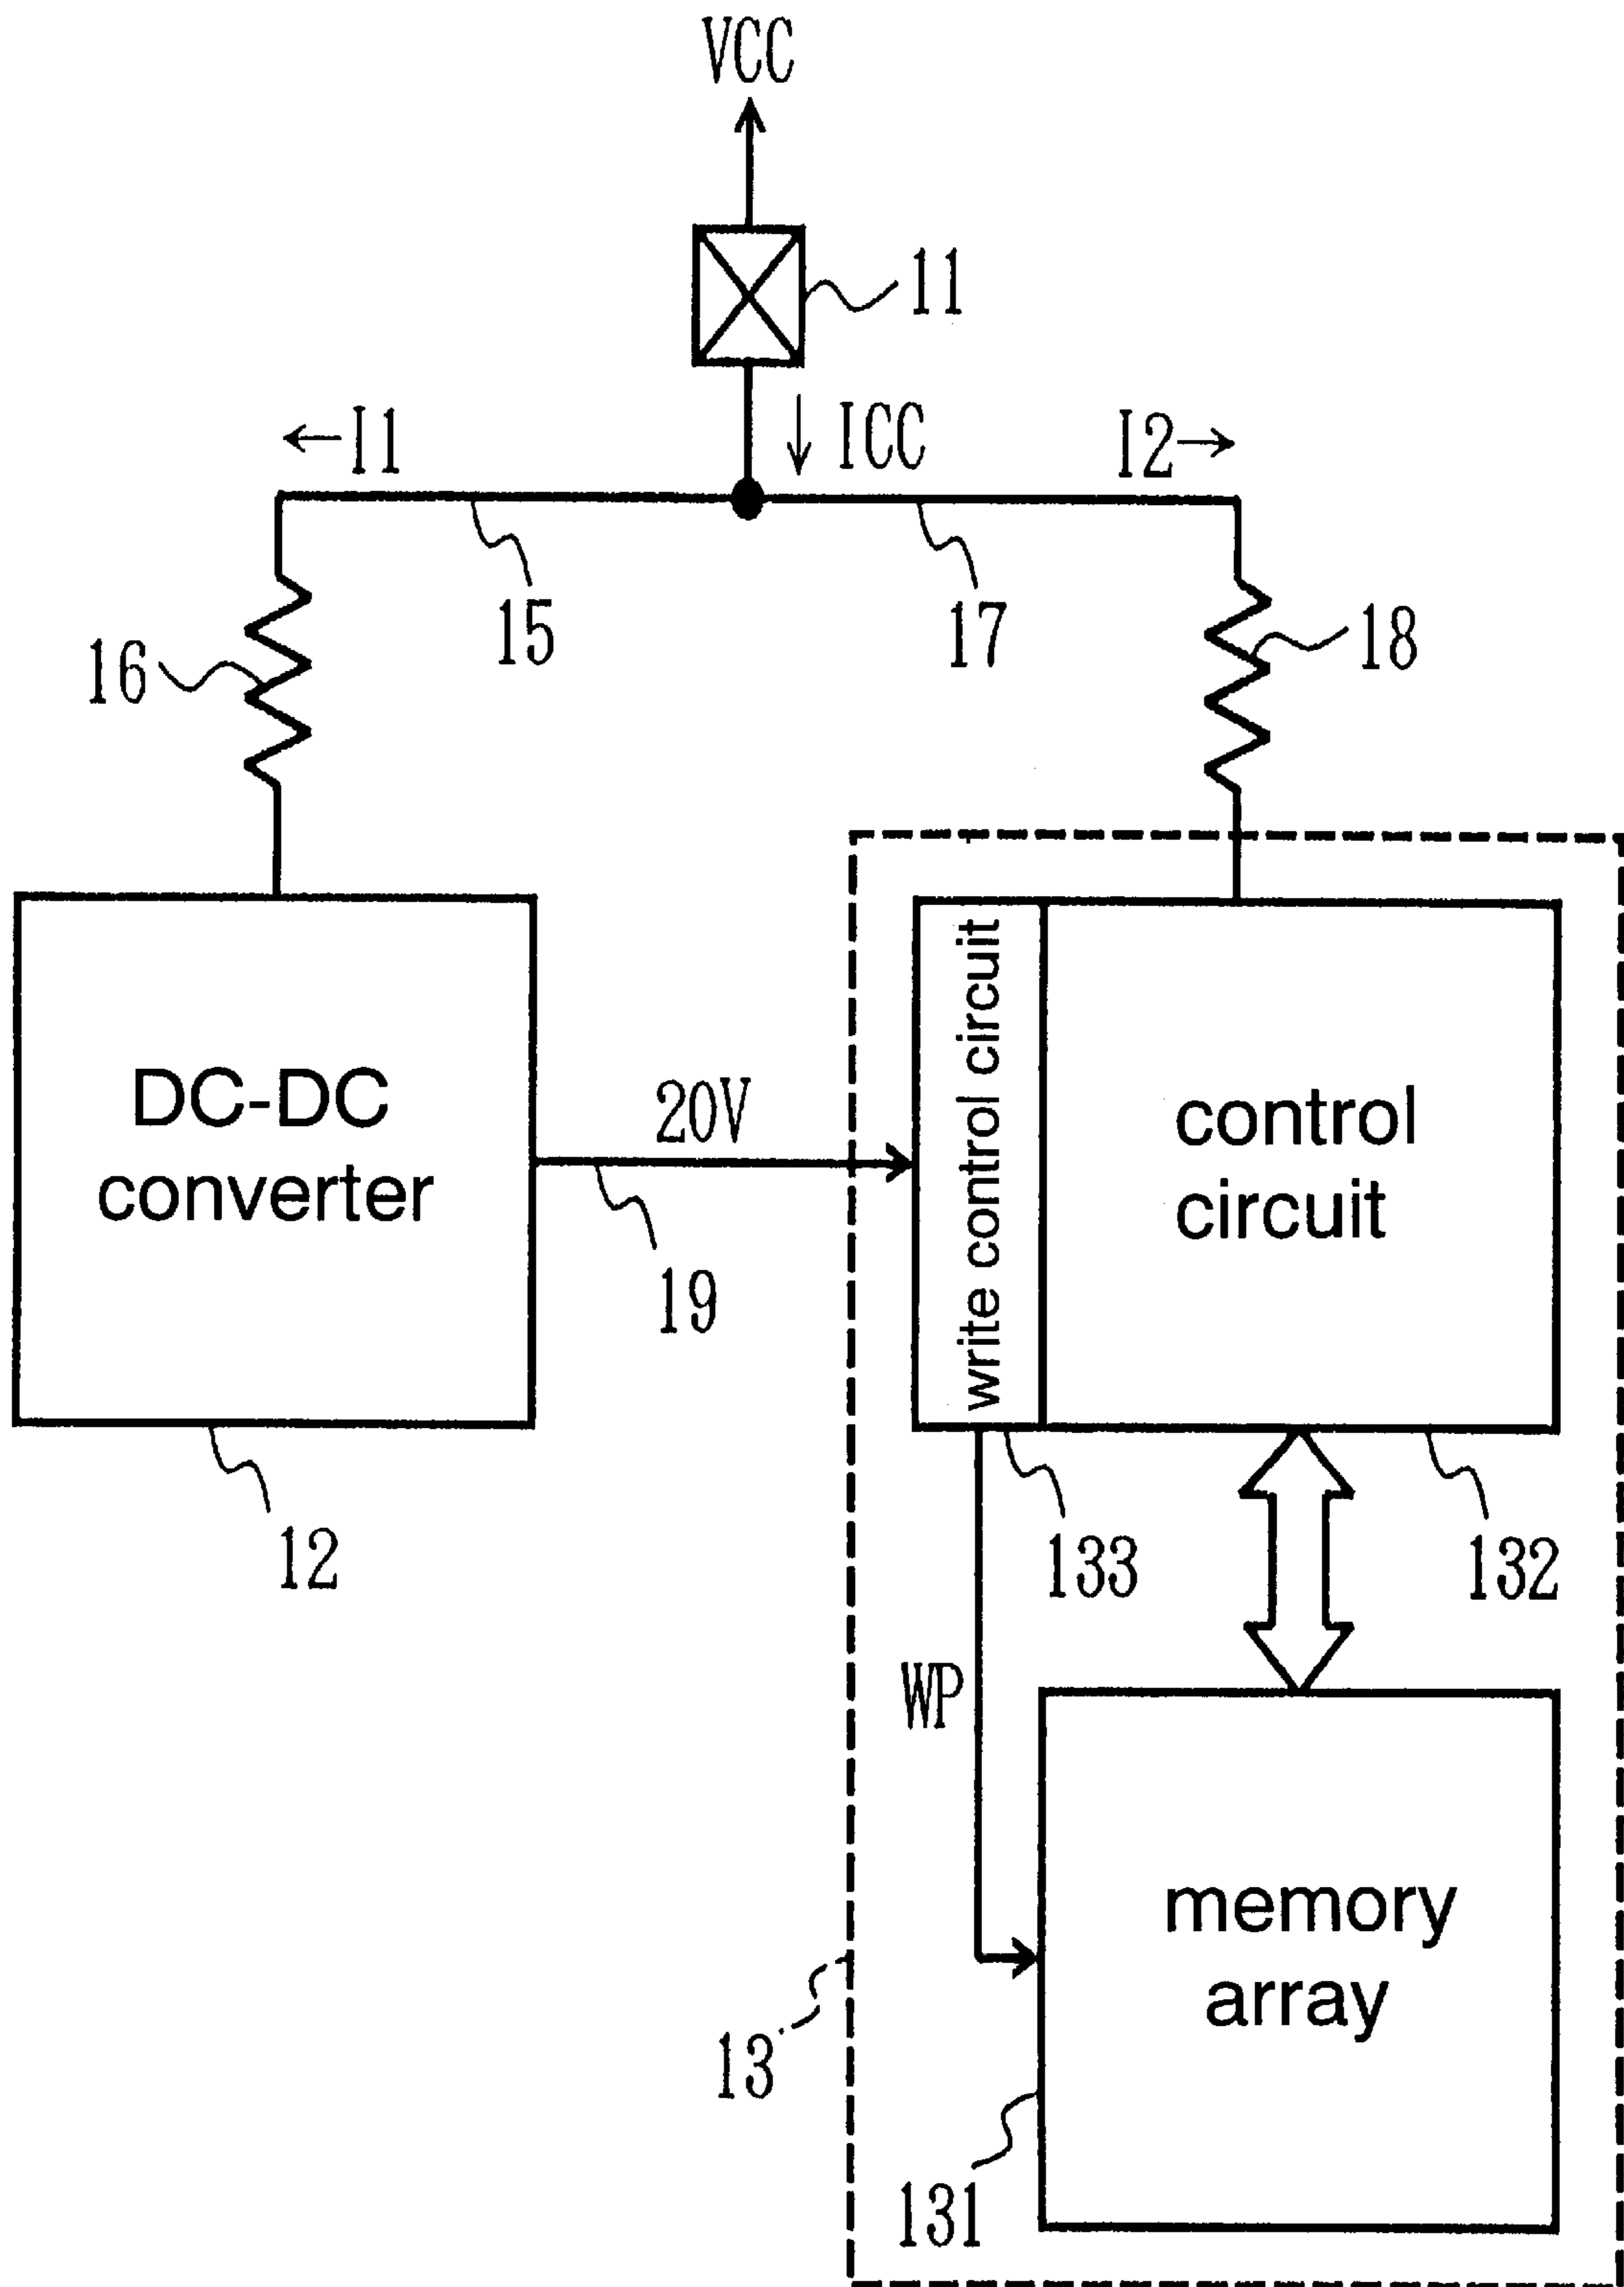 VCC
11
I1
ICC
I2
15
17
16
18
DC-DC
converter
20V
19
12
write control circuit
control
circuit
133
132
WP
memory
array
13
131